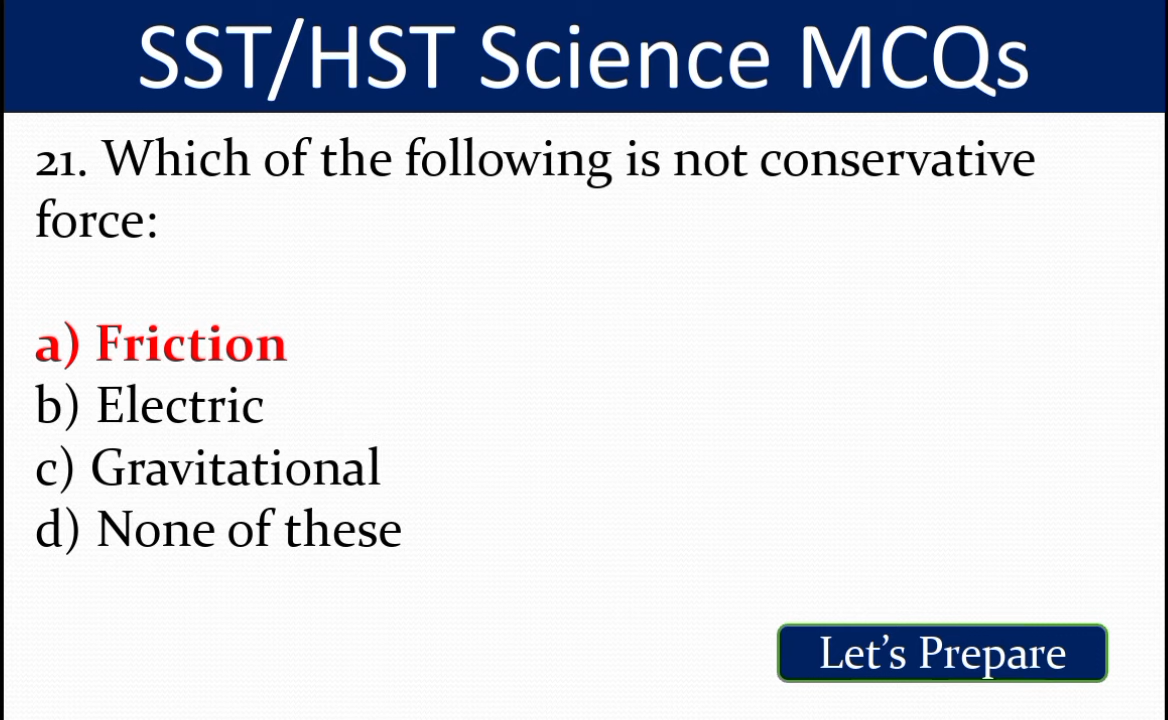 SST/HST Science MCQs
21. Which of the following is not conservative
force:
a) Friction
b) Electric
c) Gravitational
d) None of these
Let’s Prepare